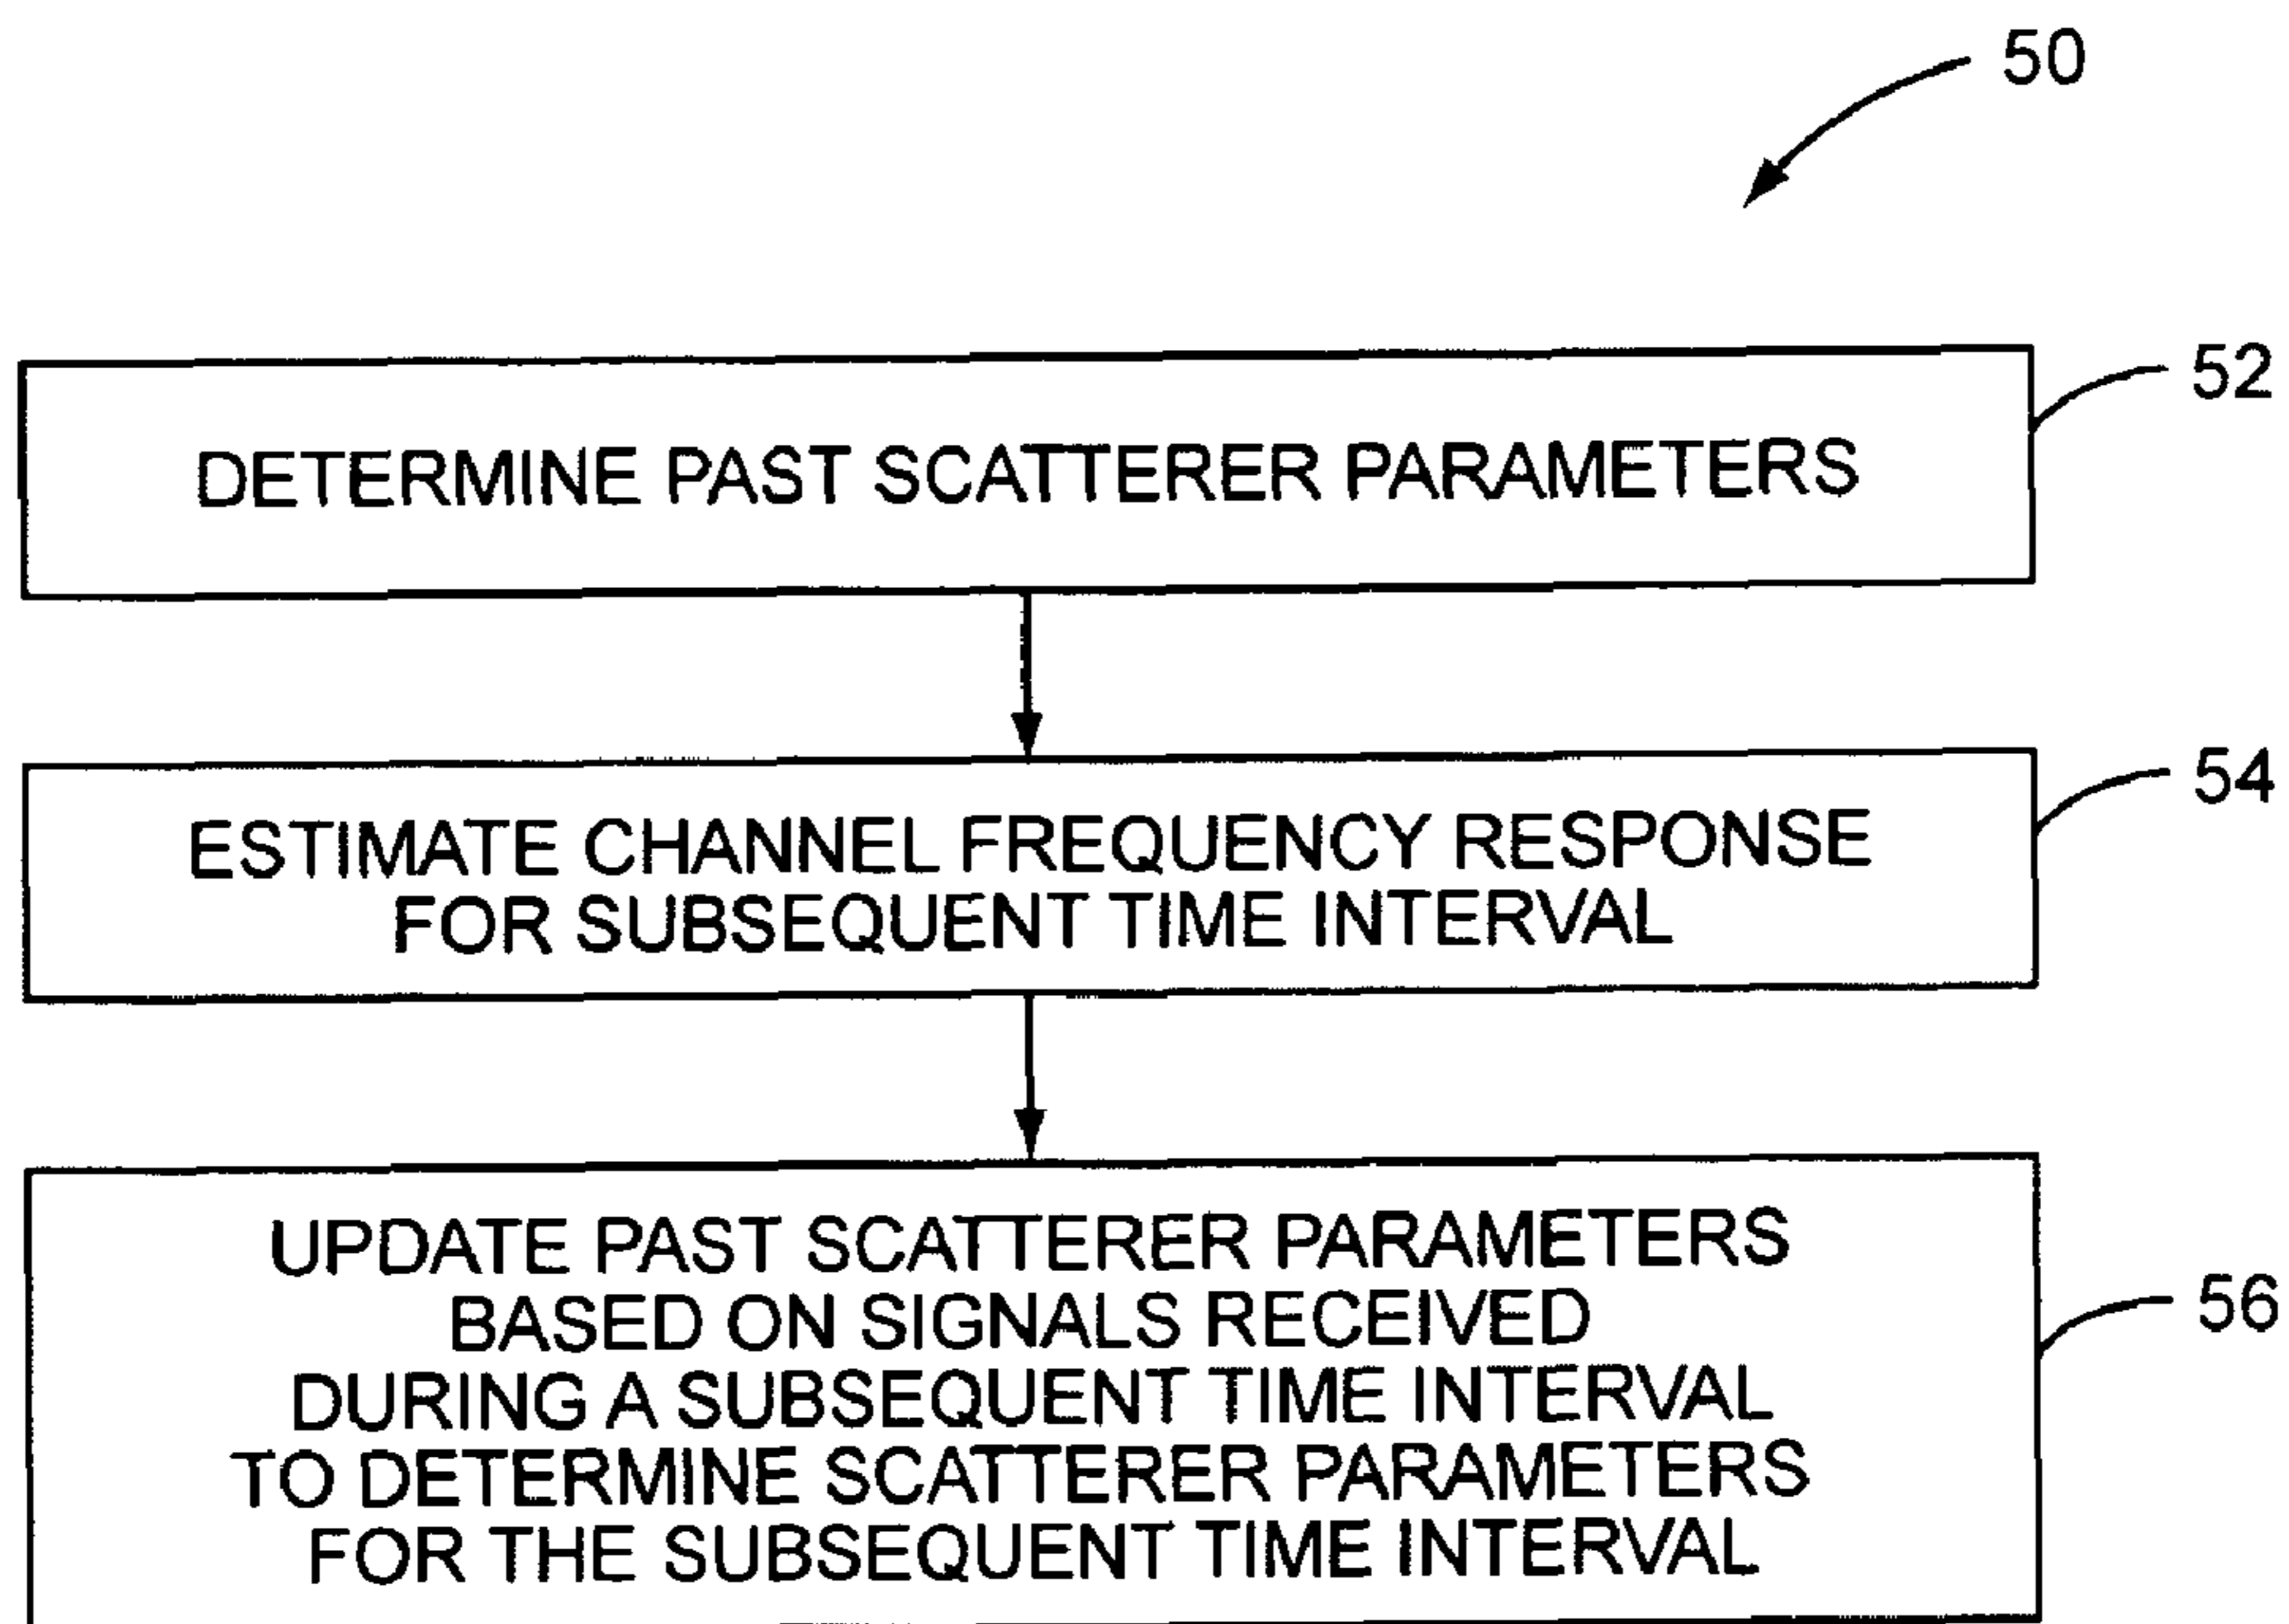 50
52
DETERMINE PAST SCATTERER PARAMETERS
54
ESTIMATE CHANNEL FREQUENCY RESPONSE
FOR SUBSEQUENT TIME INTERVAL
UPDATE PAST SCATTERER PARAMETERS
BASED ON SIGNALS RECEIVED
56
DURING A SUBSEQUENT TIME INTERVAL
TO DETERMINE SCATTERER PARAMETERS
FOR THE SUBSEQUENT TIME INTERVAL